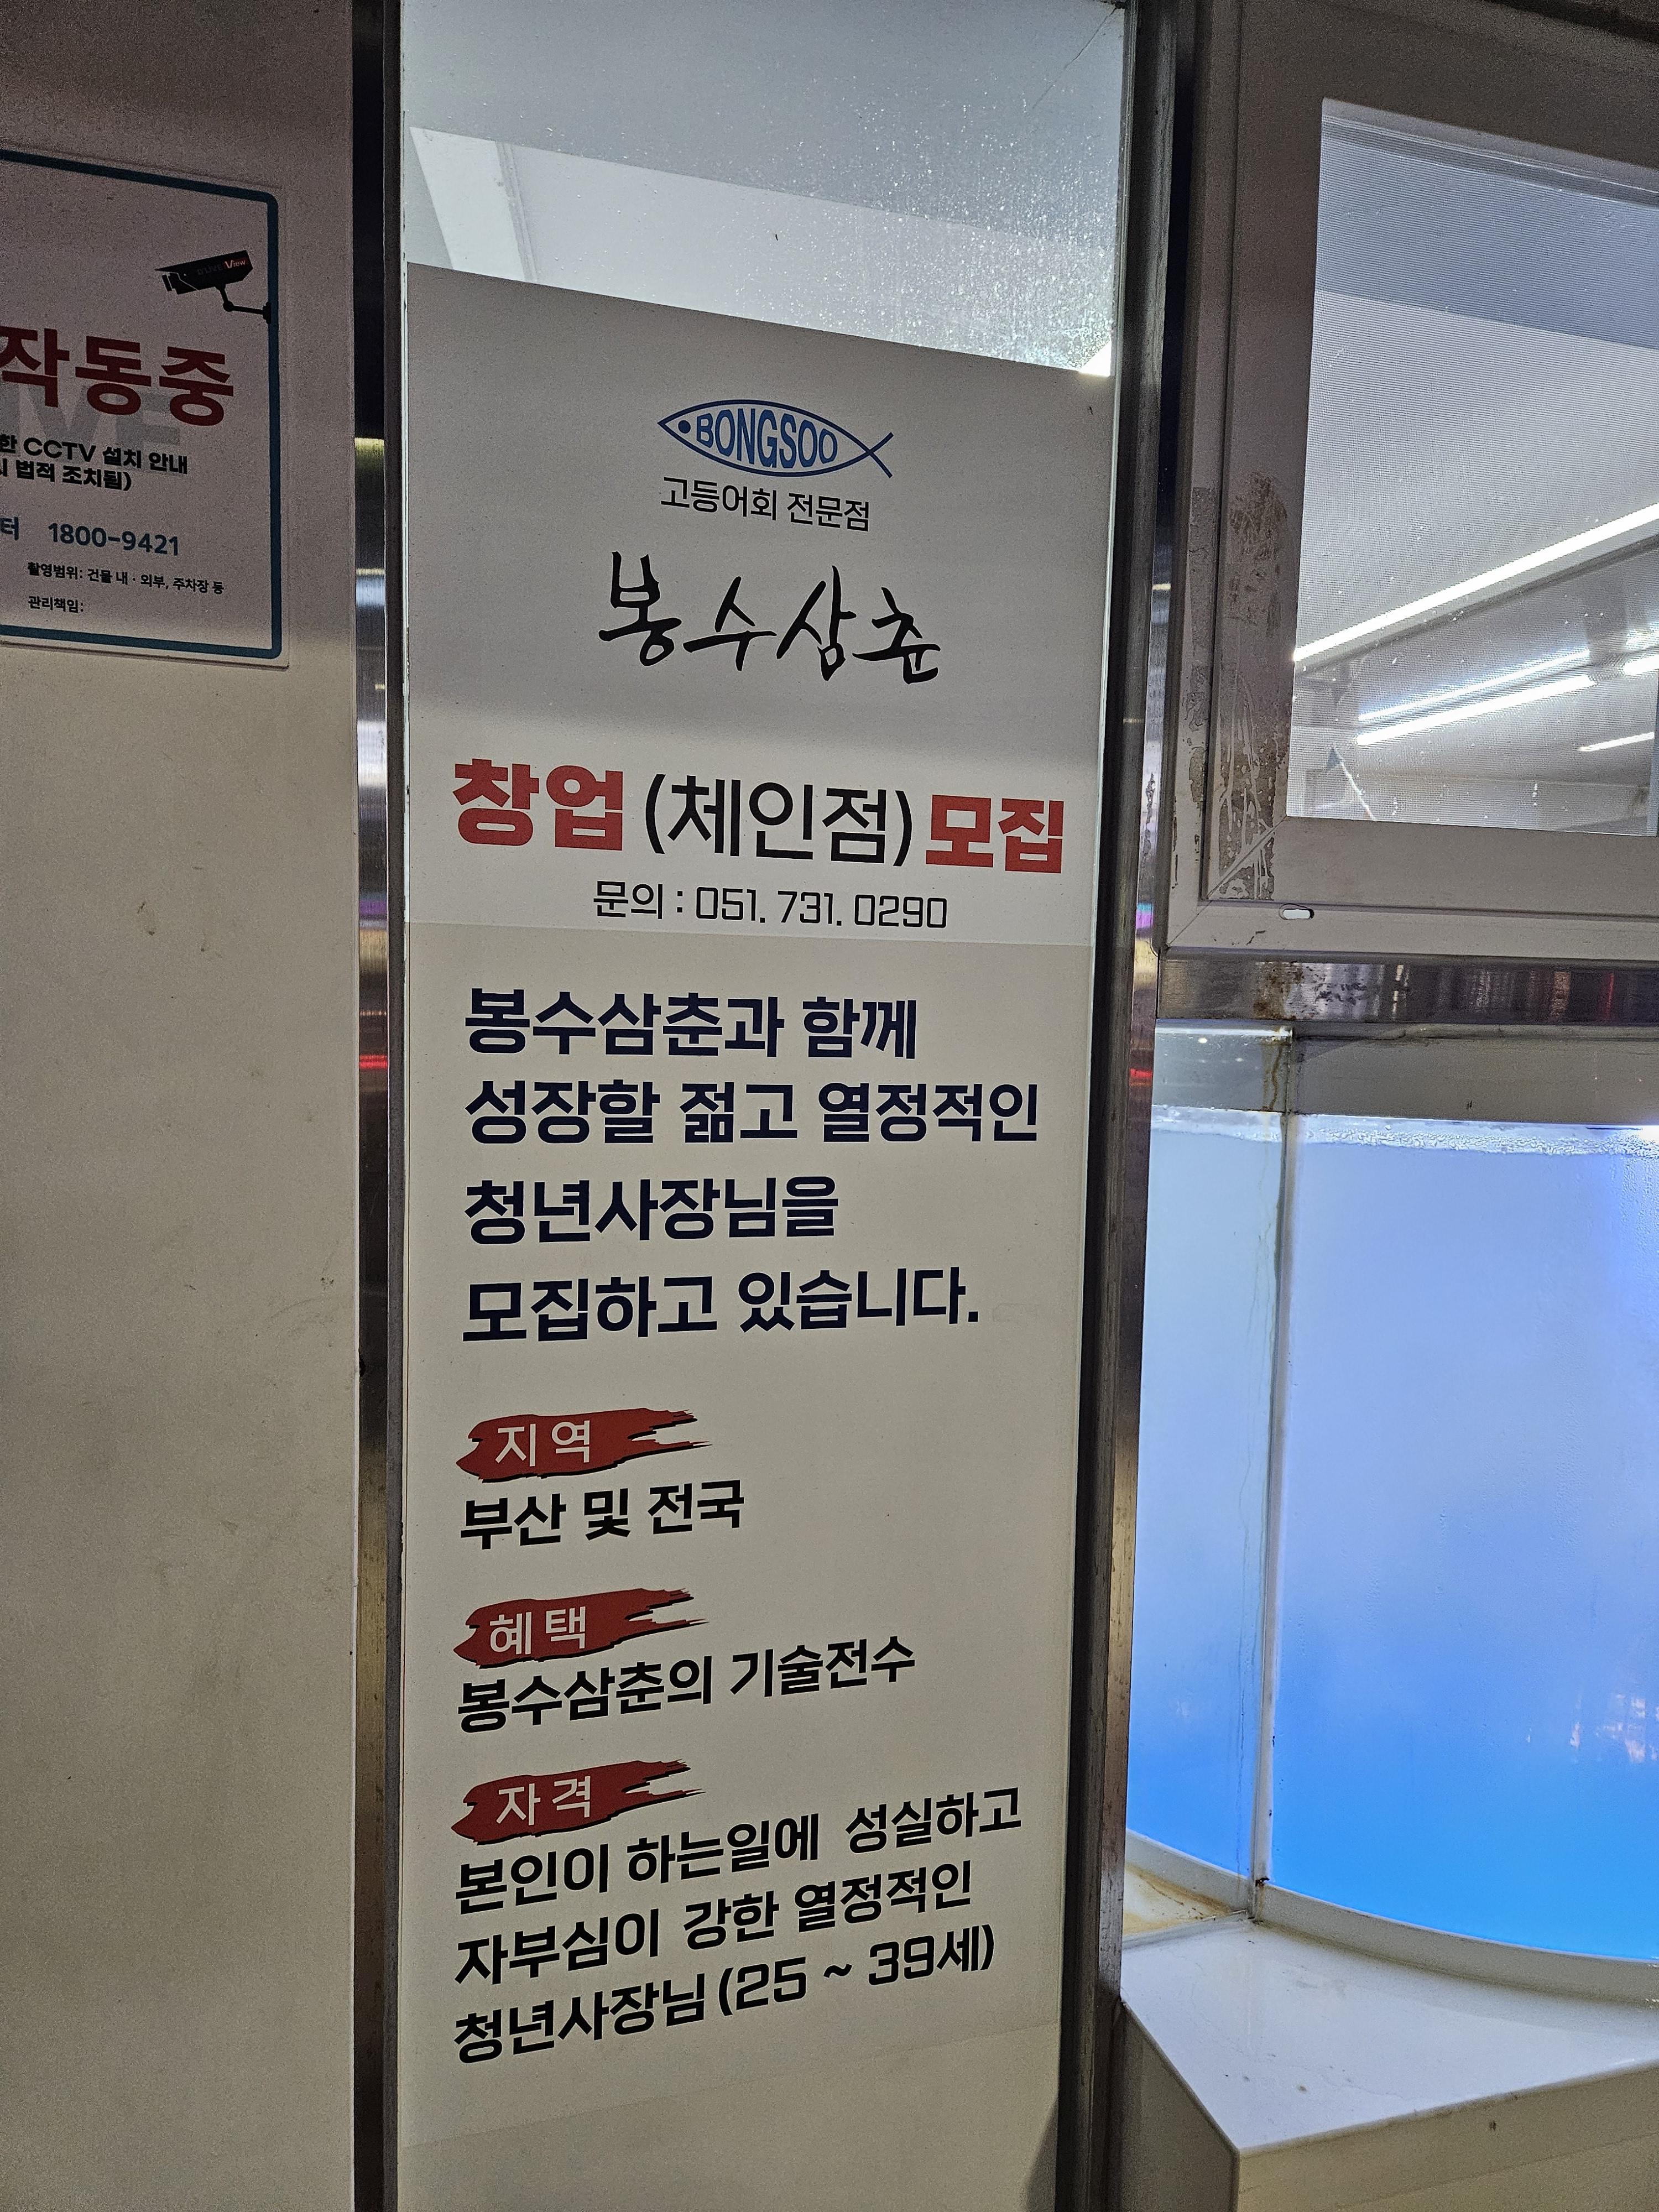 VIEW
작동중
LIVE
한 CCTV 설치 안내
시 법적 조치됨)
터 1800-9421
촬영범위: 건물 내 · 외부, 주차장 등
관리책임:
BONGSOO
고등어회 전문점
봉수삼춘
창업 (체인점) 모집
문의 : 051. 731. 0290
봉수삼춘과 함께
성장할 젊고 열정적인
청년사장님을
모집하고 있습니다.
지역
부산 및 전국
혜택
봉수삼춘의 기술전수
자격
본인이 하는일에 성실하고
자부심이 강한 열정적인
청년사장님 (25 ~ 39세)